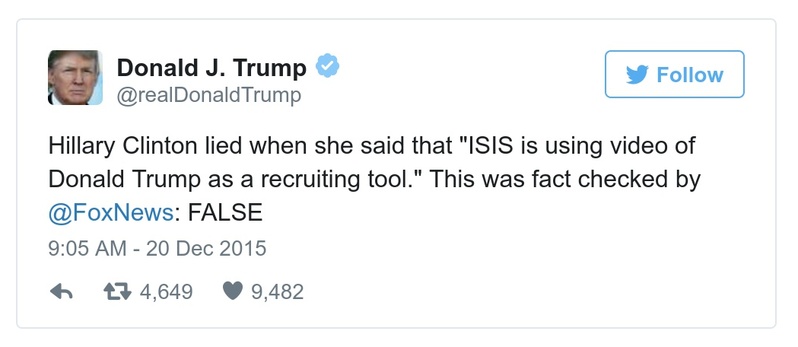 Donald J. Trump
@realDonaldTrump
Follow
Hillary Clinton lied when she said that "ISIS is using video of
Donald Trump as a recruiting tool." This was fact checked by
@FoxNews: FALSE
9:05 AM - 20 Dec 2015
4,649 9,482